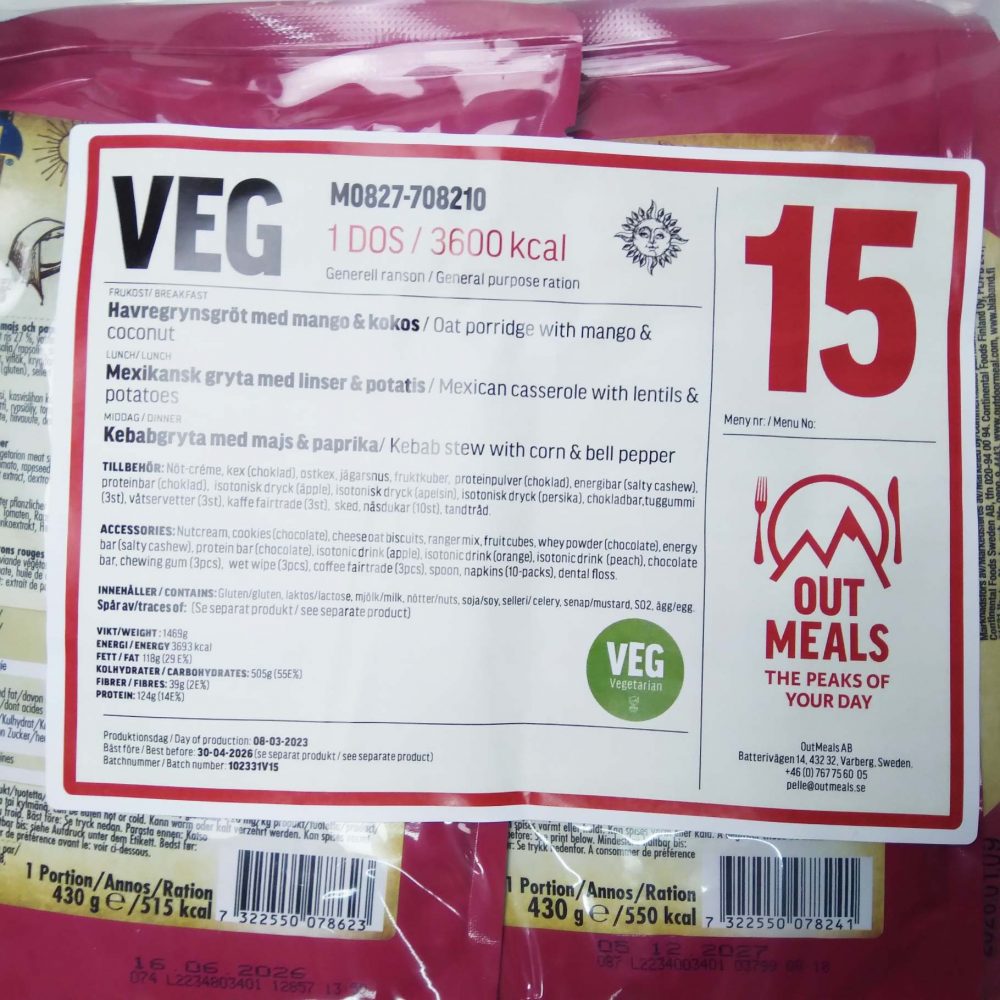 VEG
M0827-708210
1 DOS / 3600 kcal
Generell ranson / General purpose ration
FRUKOST/ BREAKFAST
Havregrynsgröt med mango & kokos / Oat porridge with mango &
coconut
LUNCH/ LUNCH
Mexikansk gryta med linser & potatis / Mexican casserole with lentils &
potatoes
MIDDAG / DINNER
Kebabgryta med majs & paprika/ Kebab stew with corn & bell pepper
TILLBEHÖR: Nöt-créme, kex (choklad), ostkex, jägarsnus, fruktkuber, proteinpulver (choklad), energibar (salty cashew),
proteinbar (choklad), isotonisk dryck (äpple), isotonisk dryck (apelsin), isotonisk dryck (persika), chokladbar,tuggummi
(3st), våtservetter (3st), kaffe fairtrade (3st), sked, näsdukar (10st), tandtråd.
ACCESSORIES: Nutcream, cookies (chocolate), cheese oat biscuits, ranger mix, fruit cubes, whey powder (chocolate), energy
bar (salty cashew), protein bar (chocolate), isotonic drink (apple), isotonic drink (orange), isotonic drink (peach), chocolate
bar, chewing gum (3pcs), wet wipe (3pcs), coffee fairtrade (3pcs), spoon, napkins (10-packs), dental floss.
INNEHÅLLER / CONTAINS: Gluten/gluten, laktos/lactose, mjölk/milk, nötter/nuts, soja/soy, selleri/ celery, senap/mustard, SO2, ägg/egg.
Spår av/traces of: (Se separat produkt / see separate product)
VIKT/WEIGHT : 1469g
ENERGI / ENERGY 3693 kcal
FETT / FAT 118g (29 E%)
KOLHYDRATER / CARBOHYDRATES: 505g (55E%)
FIBRER / FIBRES: 39g (2E%)
PROTEIN: 124g (14E%)
VEG
Vegetarian
Produktionsdag / Day of production: 08-03-2023
Bäst före / Best before: 30-04-2026 (se separat produkt / see separate product)
Batchnummer / Batch number: 102331V15
15
Meny nr: / Menu No:
OUT
MEALS
THE PEAKS OF
YOUR DAY
OutMeals AB
Batterivägen 14, 432 32, Varberg, Sweden.
+46 (0) 767 75 60 05
pelle@outmeals.se
1 Portion/Annos/Ration
430 g e/515 kcal
7 322550 078623
16 06 2026
074 L2234803401 12857 13
1 Portion/Annos/Ration
430 g e/550 kcal
7 322550 078241
05 12 2027
087 L2234003401 03799 08 18